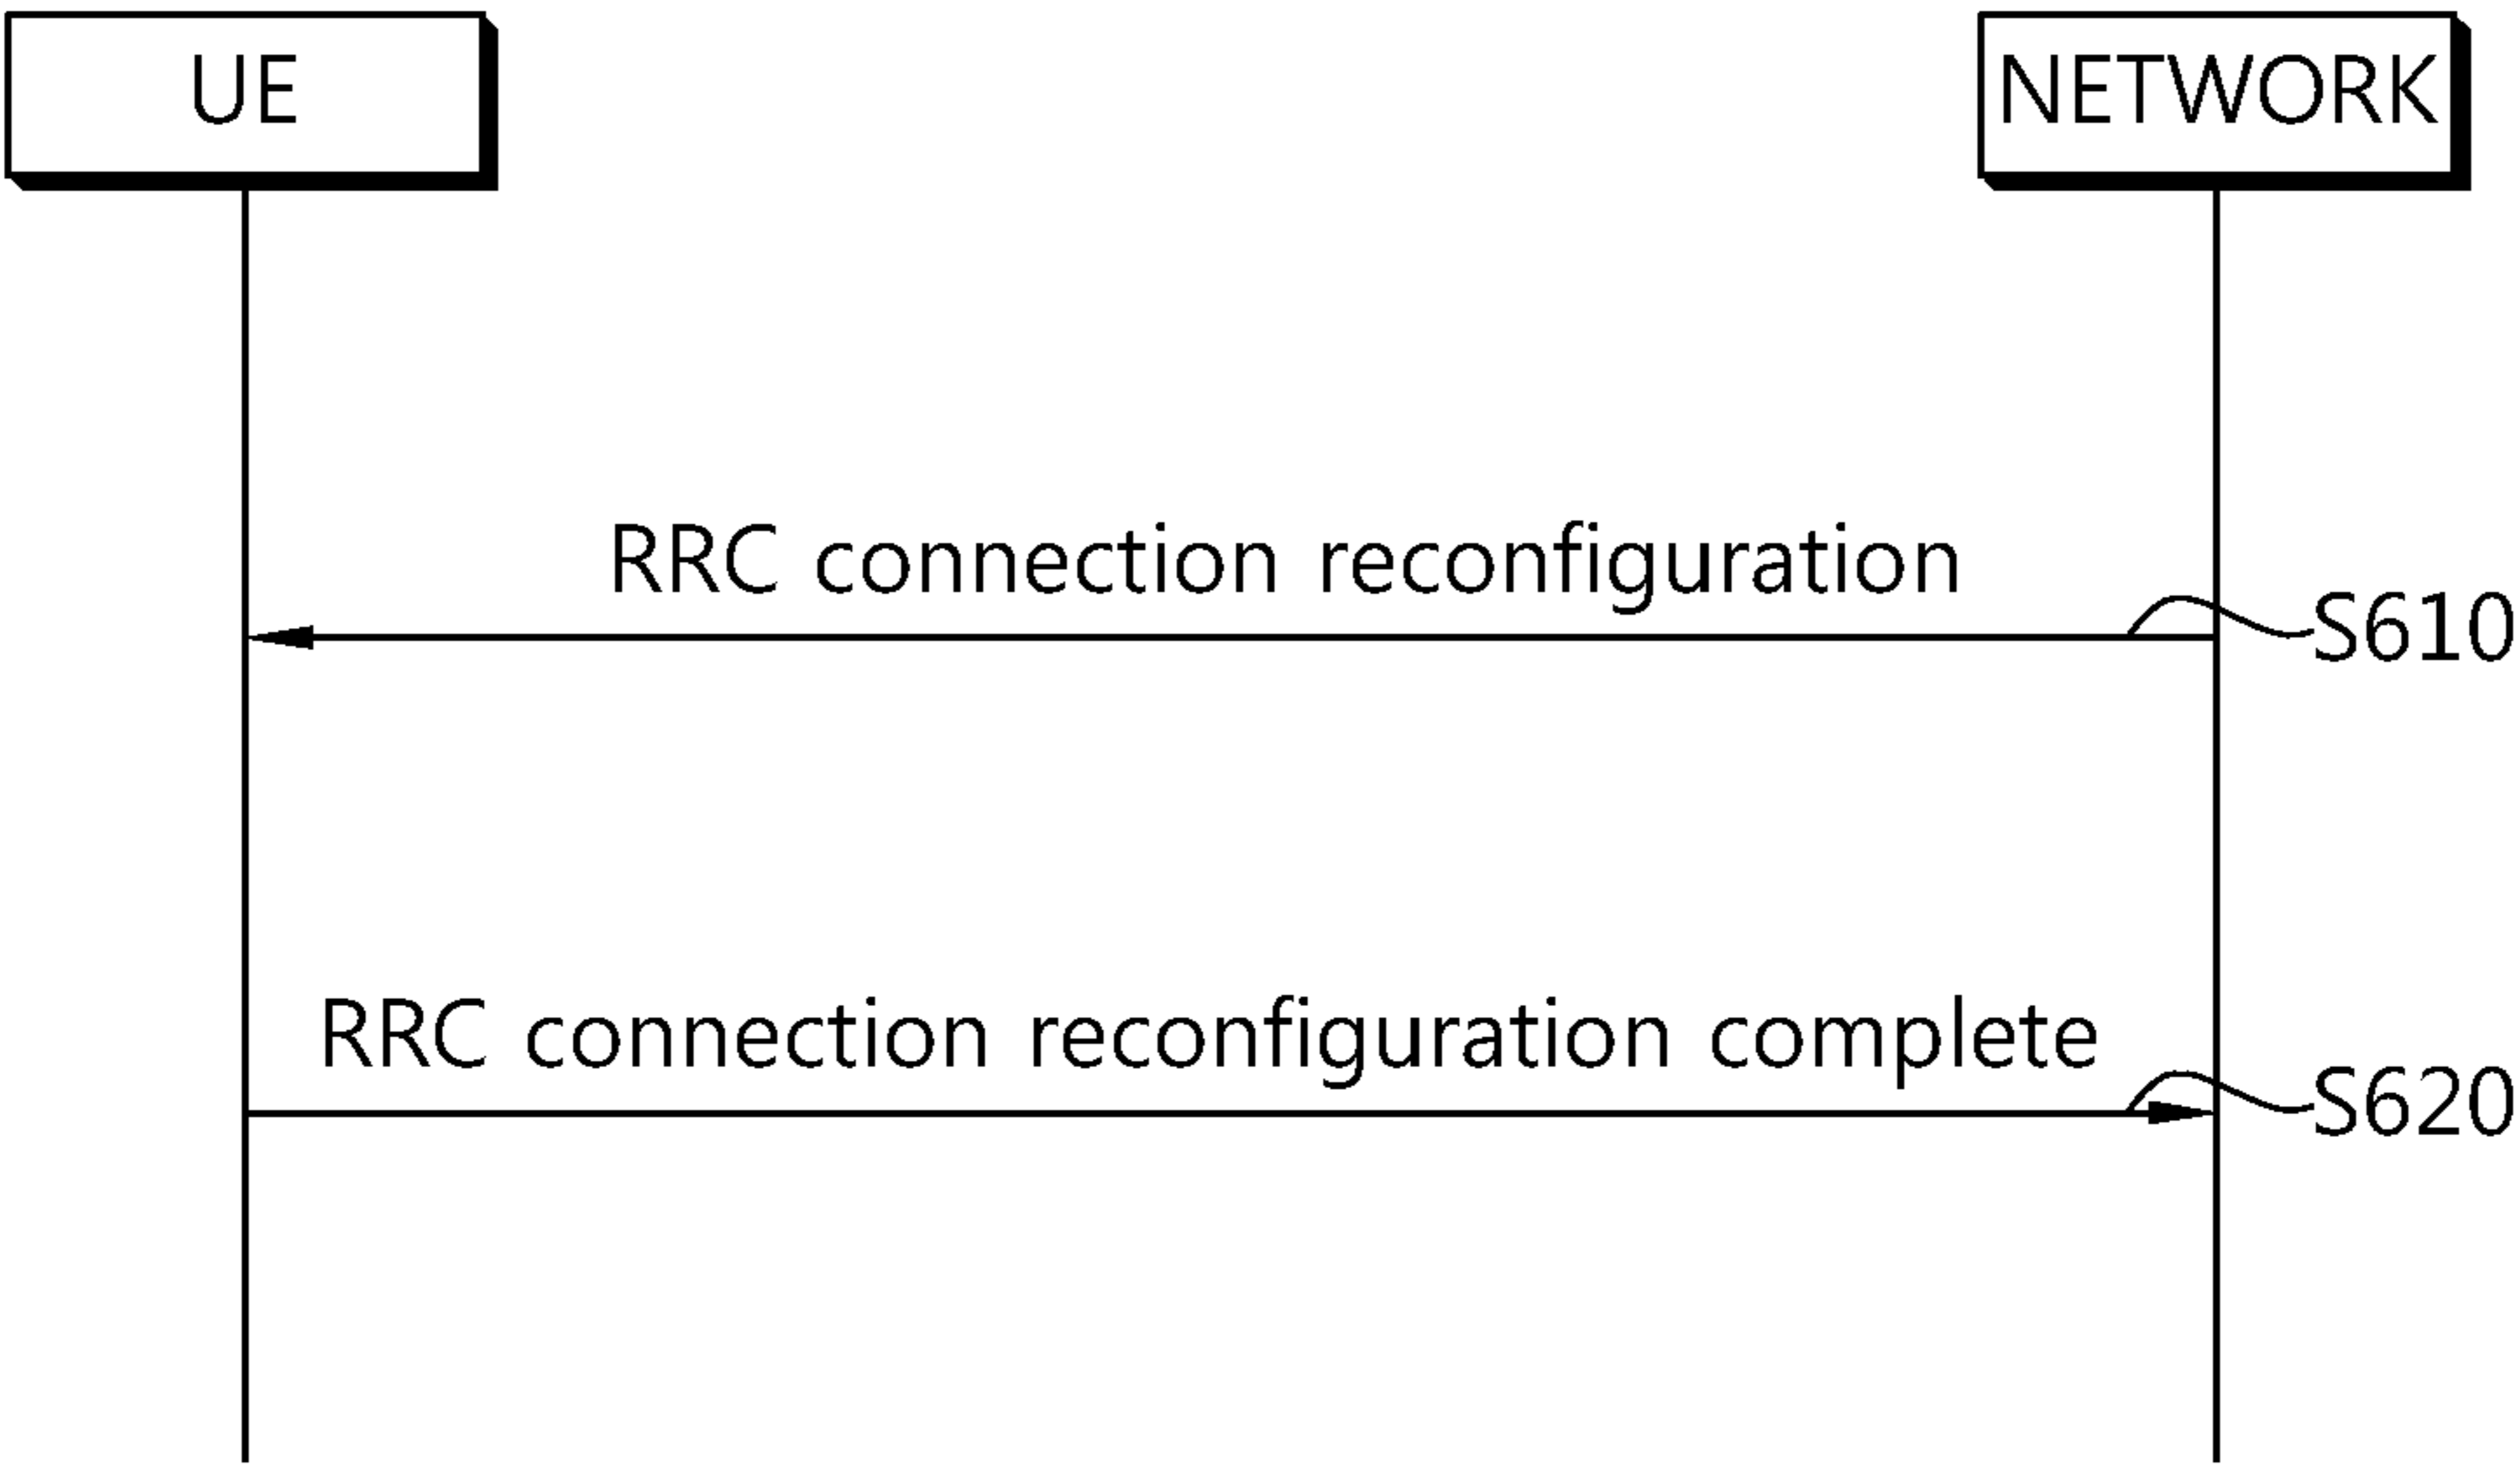 UE
NETWORK
RRC connection reconfiguration
S610
RRC connection reconfiguration complete
S620